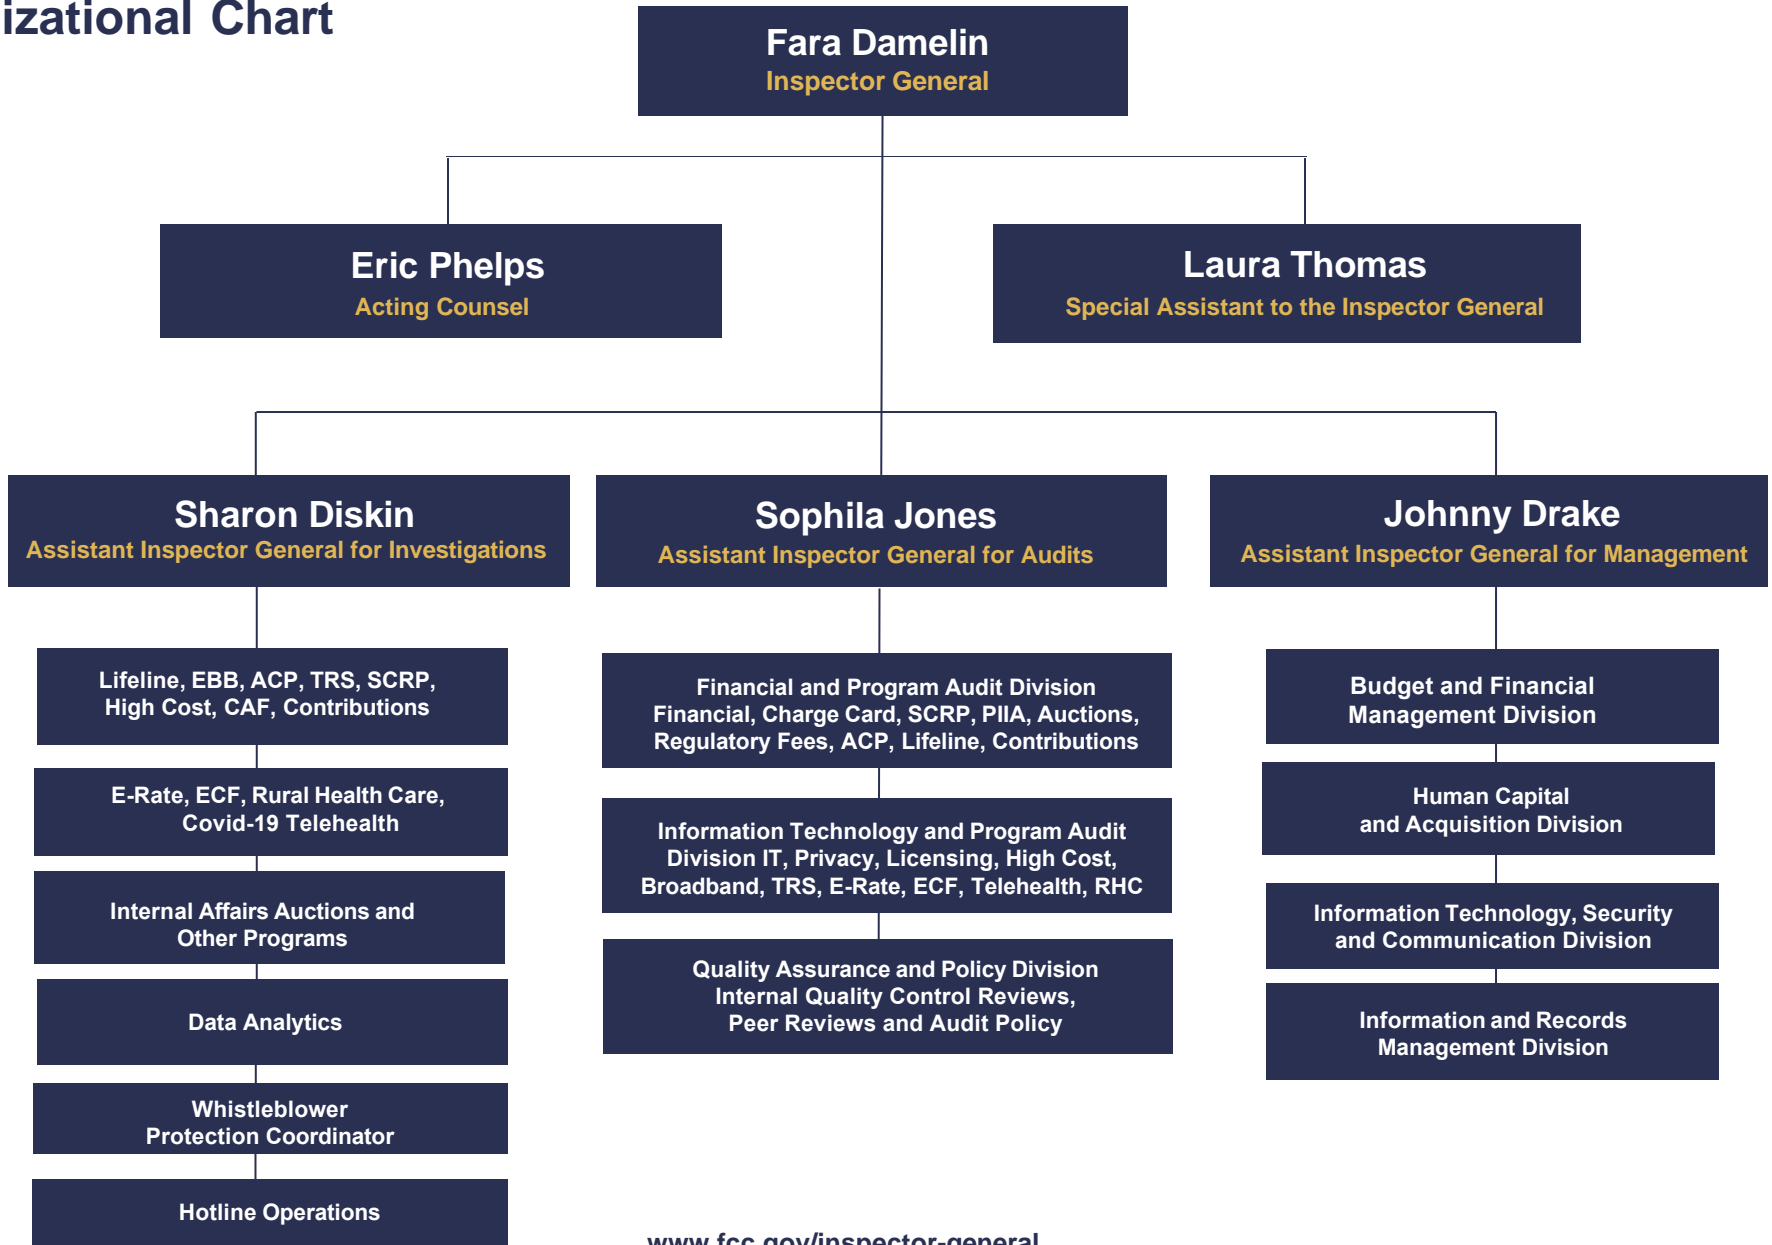 izational Chart
Fara Damelin
Inspector General
Eric Phelps
Acting Counsel
Laura Thomas
Special Assistant to the Inspector General
Sharon Diskin
Assistant Inspector General for Investigations
Sophila Jones
Assistant Inspector General for Audits
Johnny Drake
Assistant Inspector General for Management
Lifeline, EBB, ACP, TRS, SCRP,
High Cost, CAF, Contributions
E-Rate, ECF, Rural Health Care,
Covid-19 Telehealth
Internal Affairs Auctions and
Other Programs
Data Analytics
Whistleblower
Protection Coordinator
Hotline Operations
Financial and Program Audit Division
Financial, Charge Card, SCRP, PIIA, Auctions,
Regulatory Fees, ACP, Lifeline, Contributions
Information Technology and Program Audit
Division IT, Privacy, Licensing, High Cost,
Broadband, TRS, E-Rate, ECF, Telehealth, RHC
Quality Assurance and Policy Division
Internal Quality Control Reviews,
Peer Reviews and Audit Policy
Budget and Financial
Management Division
Human Capital
and Acquisition Division
Information Technology, Security
and Communication Division
Information and Records
Management Division
www.fcc.gov/inspector-general